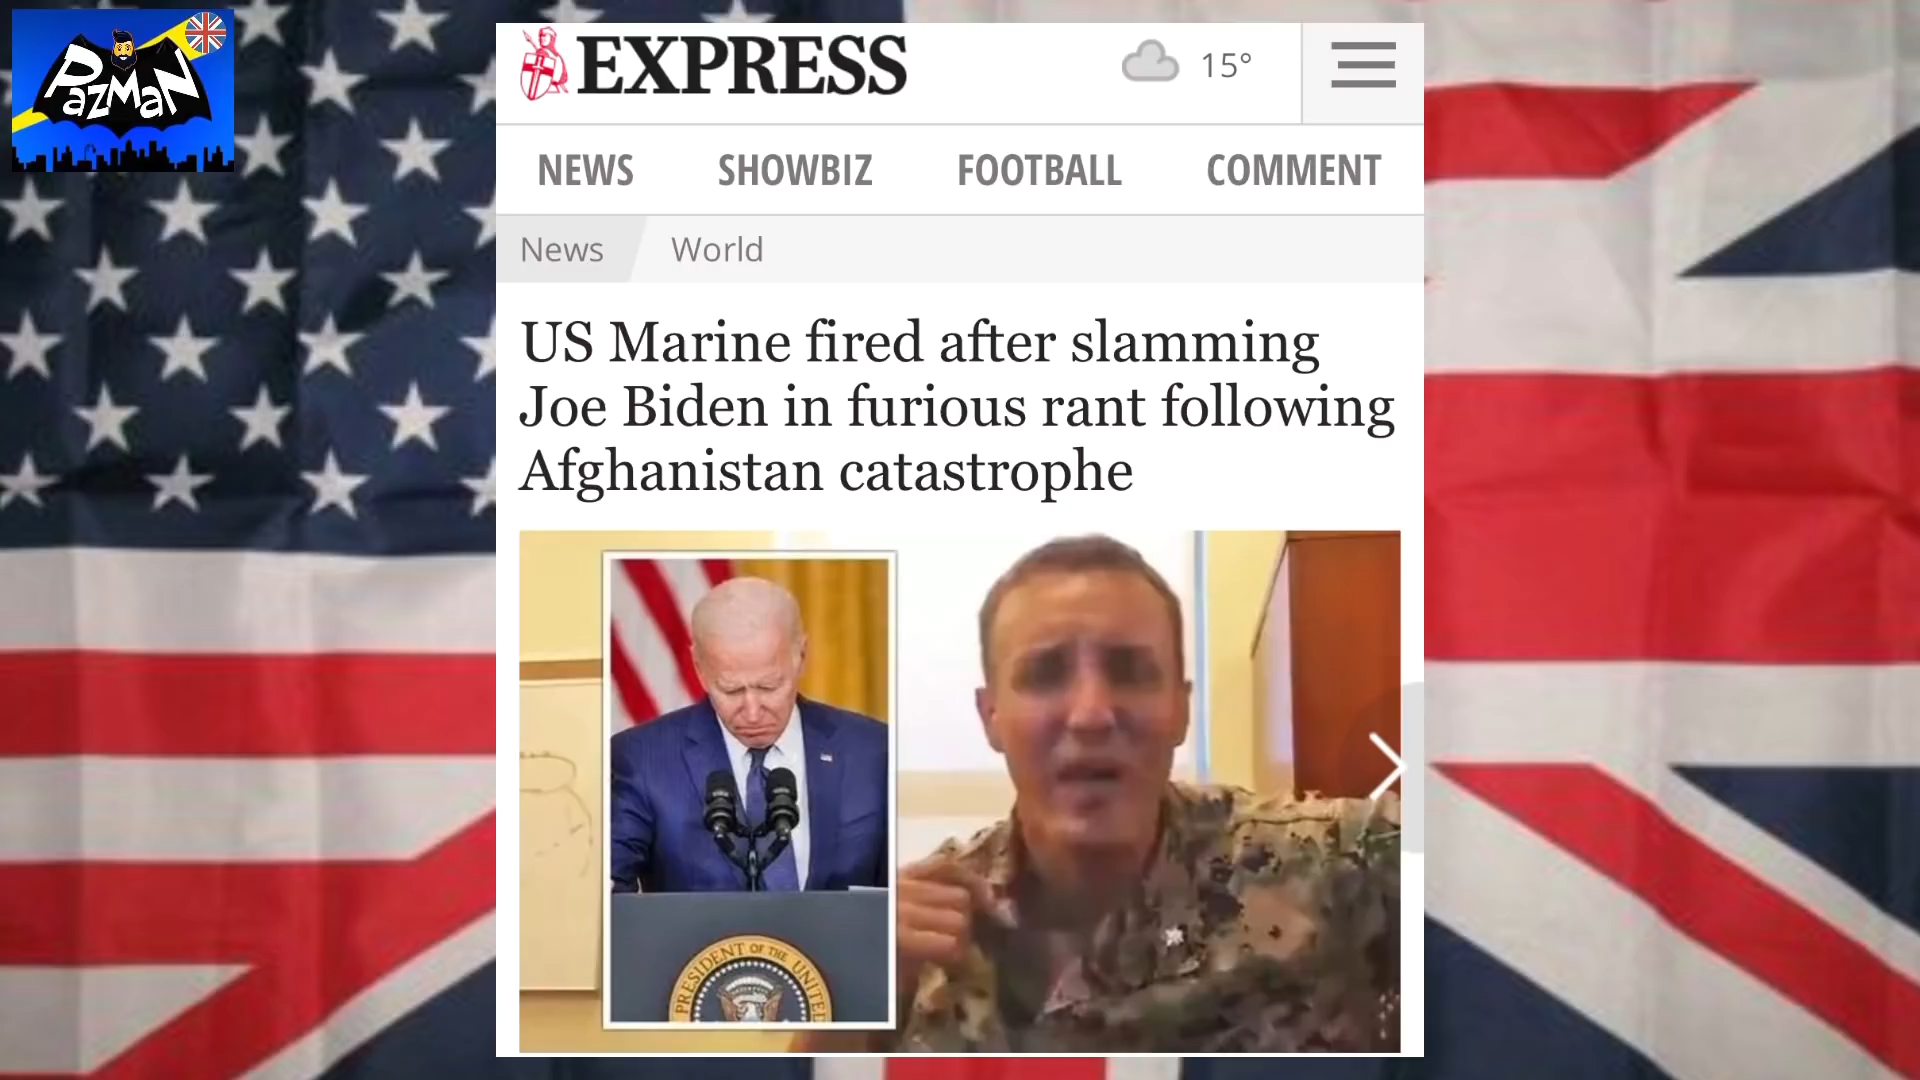 PazMaN
EXPRESS
15°
NEWS SHOWBIZ FOOTBALL COMMENT
News World
US Marine fired after slamming
Joe Biden in furious rant following
Afghanistan catastrophe
PRESIDENT OF THE UNITED